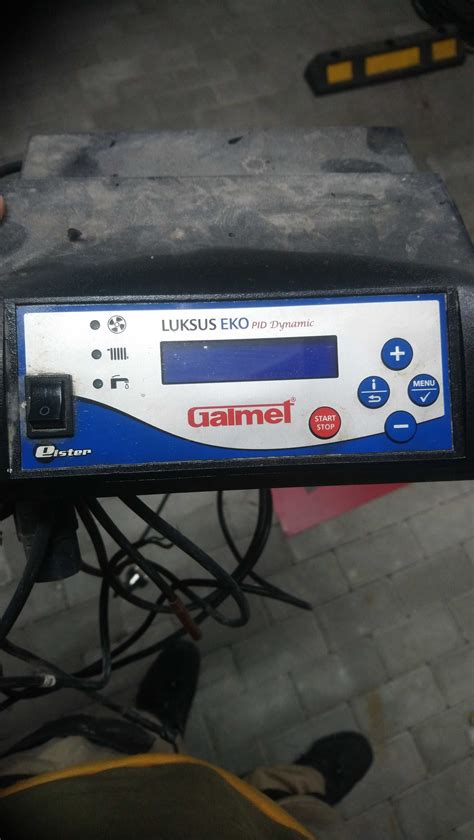 LUKSUS EKO PID Dynamic
Galmet®
START
STOP
+
i
MENU
-
elster